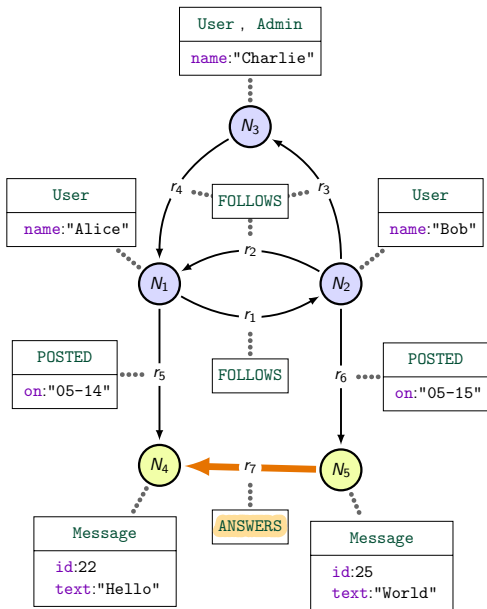 User , Admin
name:"Charlie"
N3
r4
FOLLOWS
r3
User
name:"Alice"
User
name:"Bob"
r2
N1
N2
r1
POSTED
on:"05-14"
r5
FOLLOWS
r6
POSTED
on:"05-15"
N4
r7
N5
ANSWERS
Message
id:22
text:"Hello"
Message
id:25
text:"World"